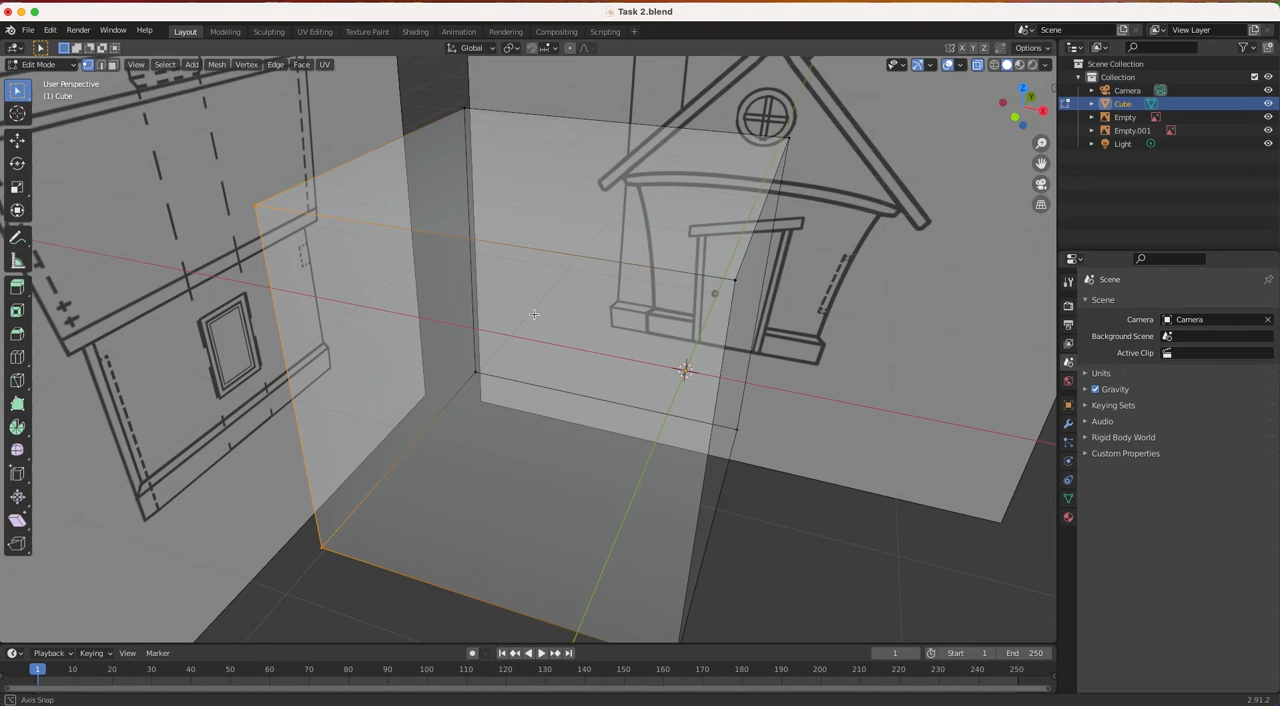 Task 2.blend
File Edit Render Window Help Layout Modeling Sculpting UV Editing Texture Paint Shading Animation Rendering Compositing Scripting + Scene View Layer
Global X Y Z Options
Edit Mode View Select Add Mesh Vertex Edge Face UV Scene Collection
User Perspective Collection
(1) Cube Camera
Z Y X
Cube
Empty
Empty.001
Light
Scene
Scene
Camera Camera
Background Scene
Active Clip
Units
Gravity
Keying Sets
Audio
Rigid Body World
Custom Properties
Playback Keying View Marker 1 Start 1 End 250
1 10 20 30 40 50 60 70 80 90 100 110 120 130 140 150 160 170 180 190 200 210 220 230 240 250
Axis Snap 2.91.2